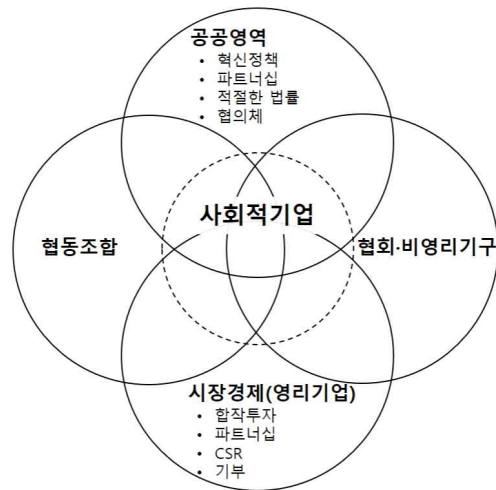 공공영역
• 혁신정책
• 파트너십
• 적절한 법률
• 협의체
사회적기업
협동조합
협회·비영리기구
시장경제(영리기업)
• 합작투자
• 파트너십
• CSR
• 기부